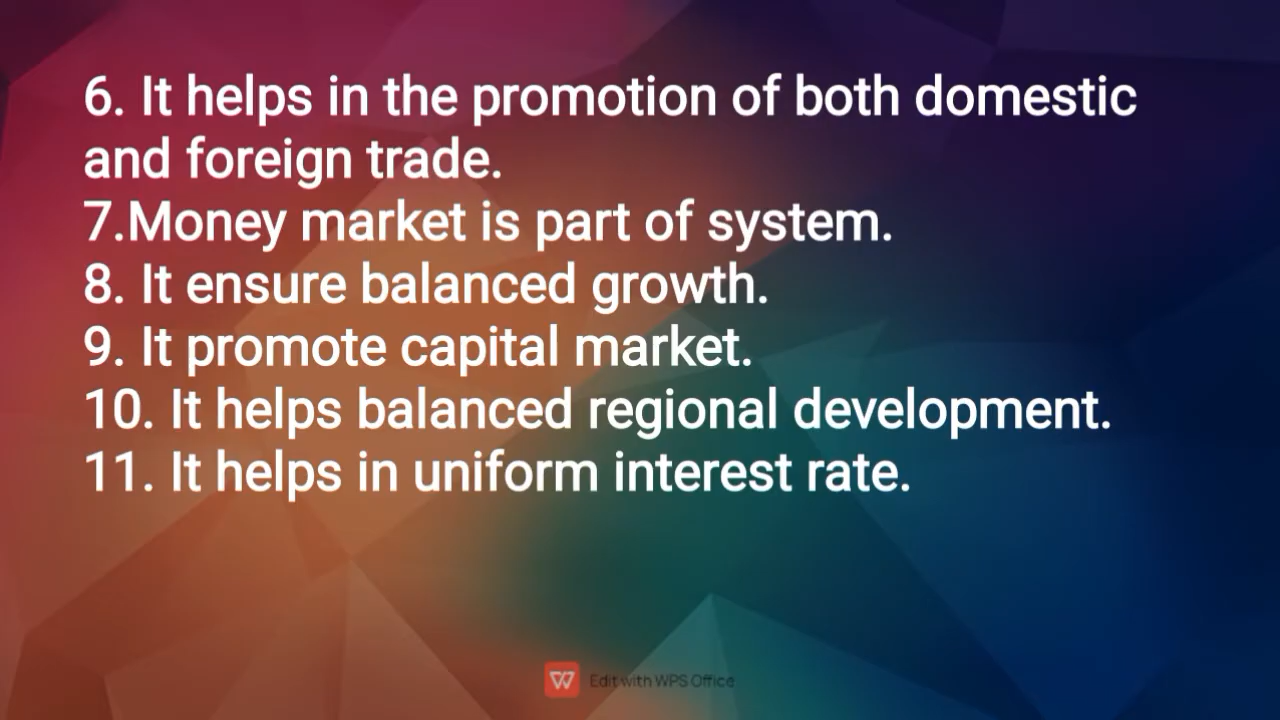 6. It helps in the promotion of both domestic
and foreign trade.
7.Money market is part of system.
8. It ensure balanced growth.
9. It promote capital market.
10. It helps balanced regional development.
11. It helps in uniform interest rate.
Edit with WPS Office